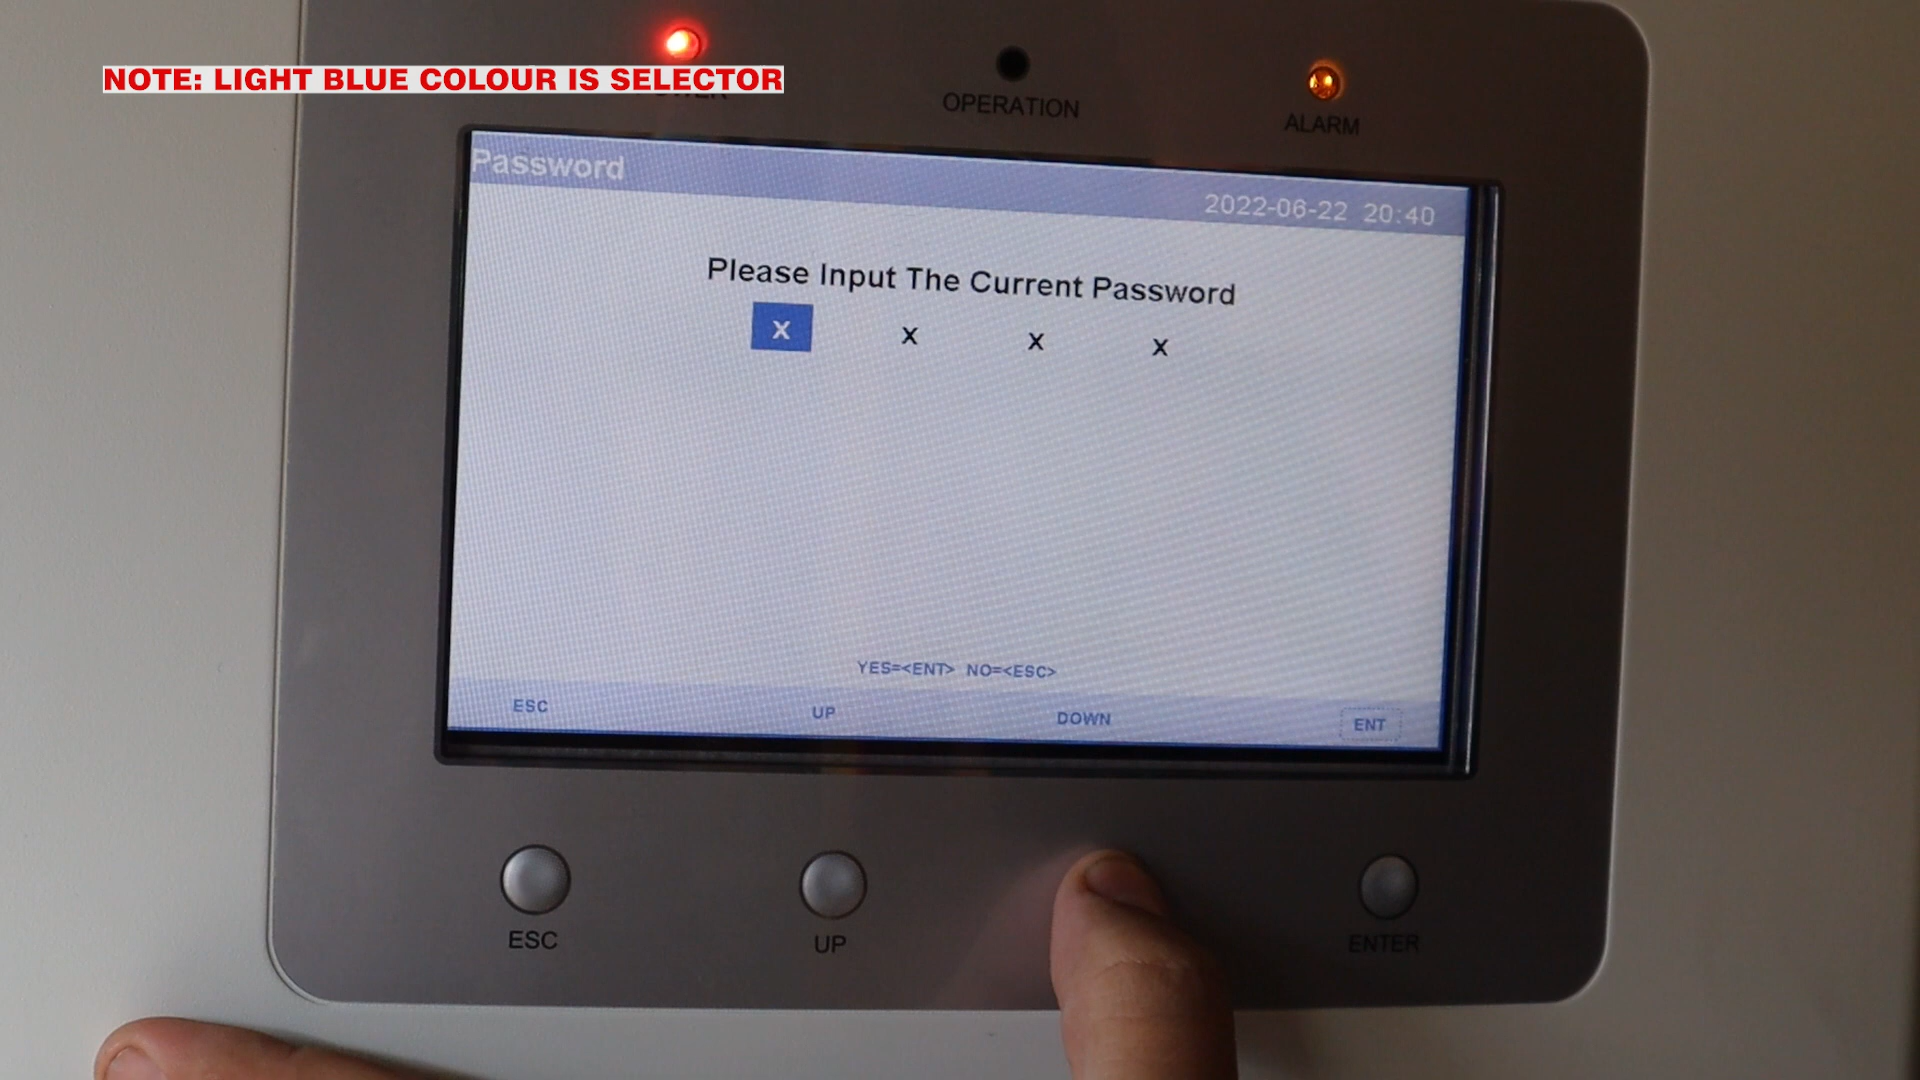 NOTE: LIGHT BLUE COLOUR IS SELECTOR
OPERATION
ALARM
Password
2022-06-22 20:40
Please Input The Current Password
X X X X
YES=<ENT> NO=<ESC>
ESC UP DOWN ENT
ESC UP ENTER